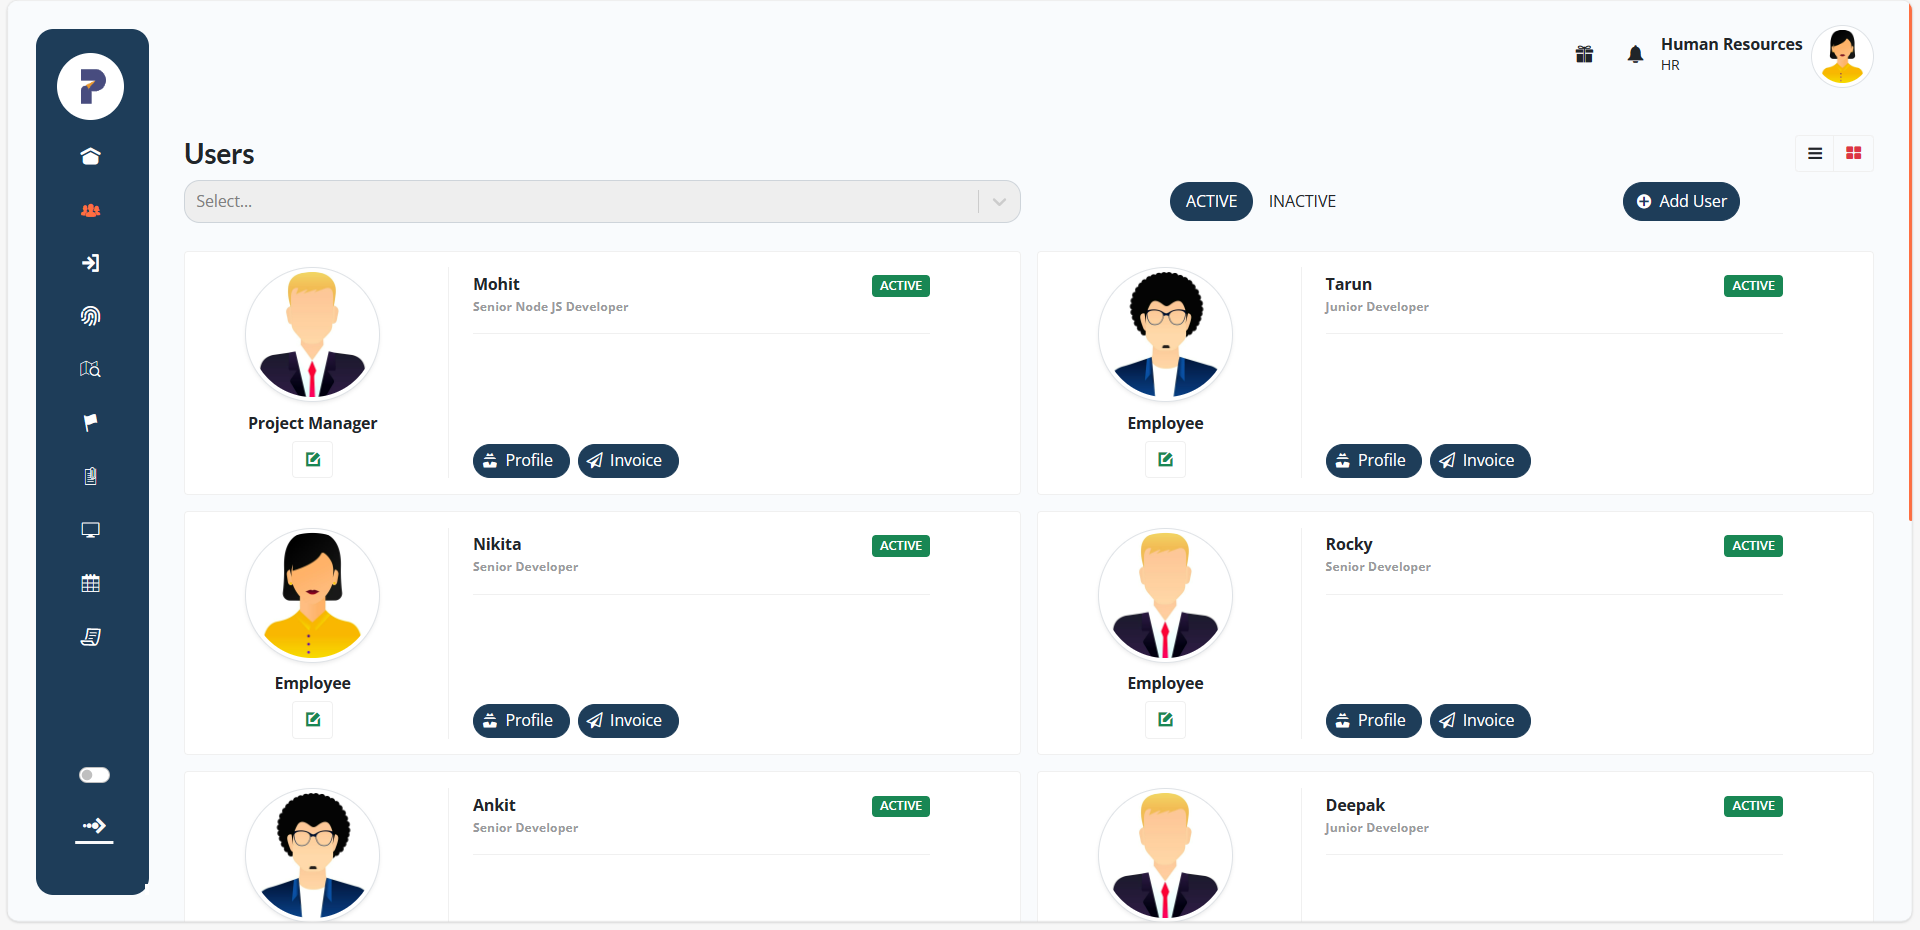 Human Resources
HR
Users
Select...
ACTIVE
INACTIVE
Add User
Mohit
Senior Node JS Developer
ACTIVE
Project Manager
Profile
Invoice
Tarun
Junior Developer
ACTIVE
Employee
Profile
Invoice
Nikita
Senior Developer
ACTIVE
Employee
Profile
Invoice
Rocky
Senior Developer
ACTIVE
Employee
Profile
Invoice
Ankit
Senior Developer
ACTIVE
Deepak
Junior Developer
ACTIVE